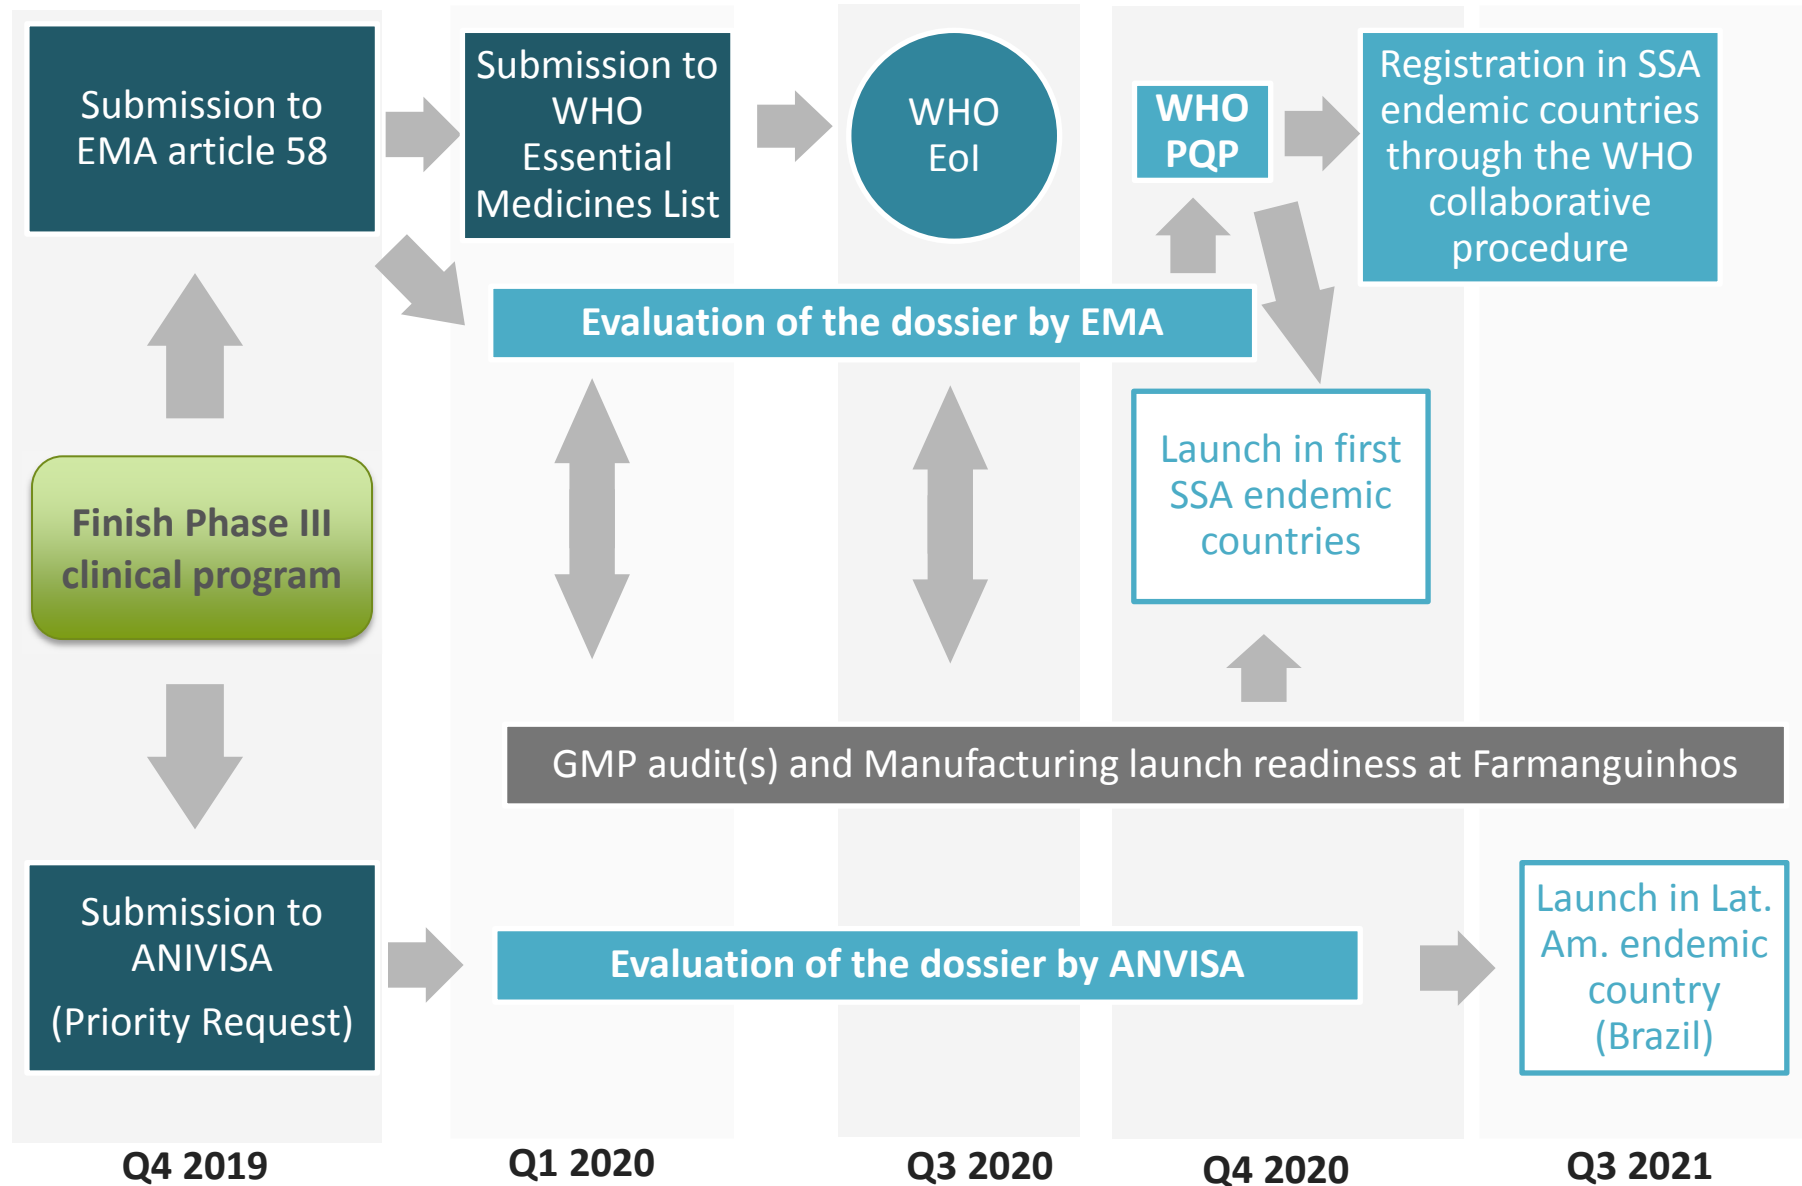 Submission to
EMA article 58
Submission to
WHO
Essential
Medicines List
WHO
EoI
WHO
PQP
Registration in SSA
endemic countries
through the WHO
collaborative
procedure
Evaluation of the dossier by EMA
Finish Phase III
clinical program
Launch in first
SSA endemic
countries
GMP audit(s) and Manufacturing launch readiness at Farmanguinhos
Submission to
ANIVISA
(Priority Request)
Evaluation of the dossier by ANVISA
Launch in Lat.
Am. endemic
country
(Brazil)
Q4 2019
Q1 2020
Q3 2020
Q4 2020
Q3 2021